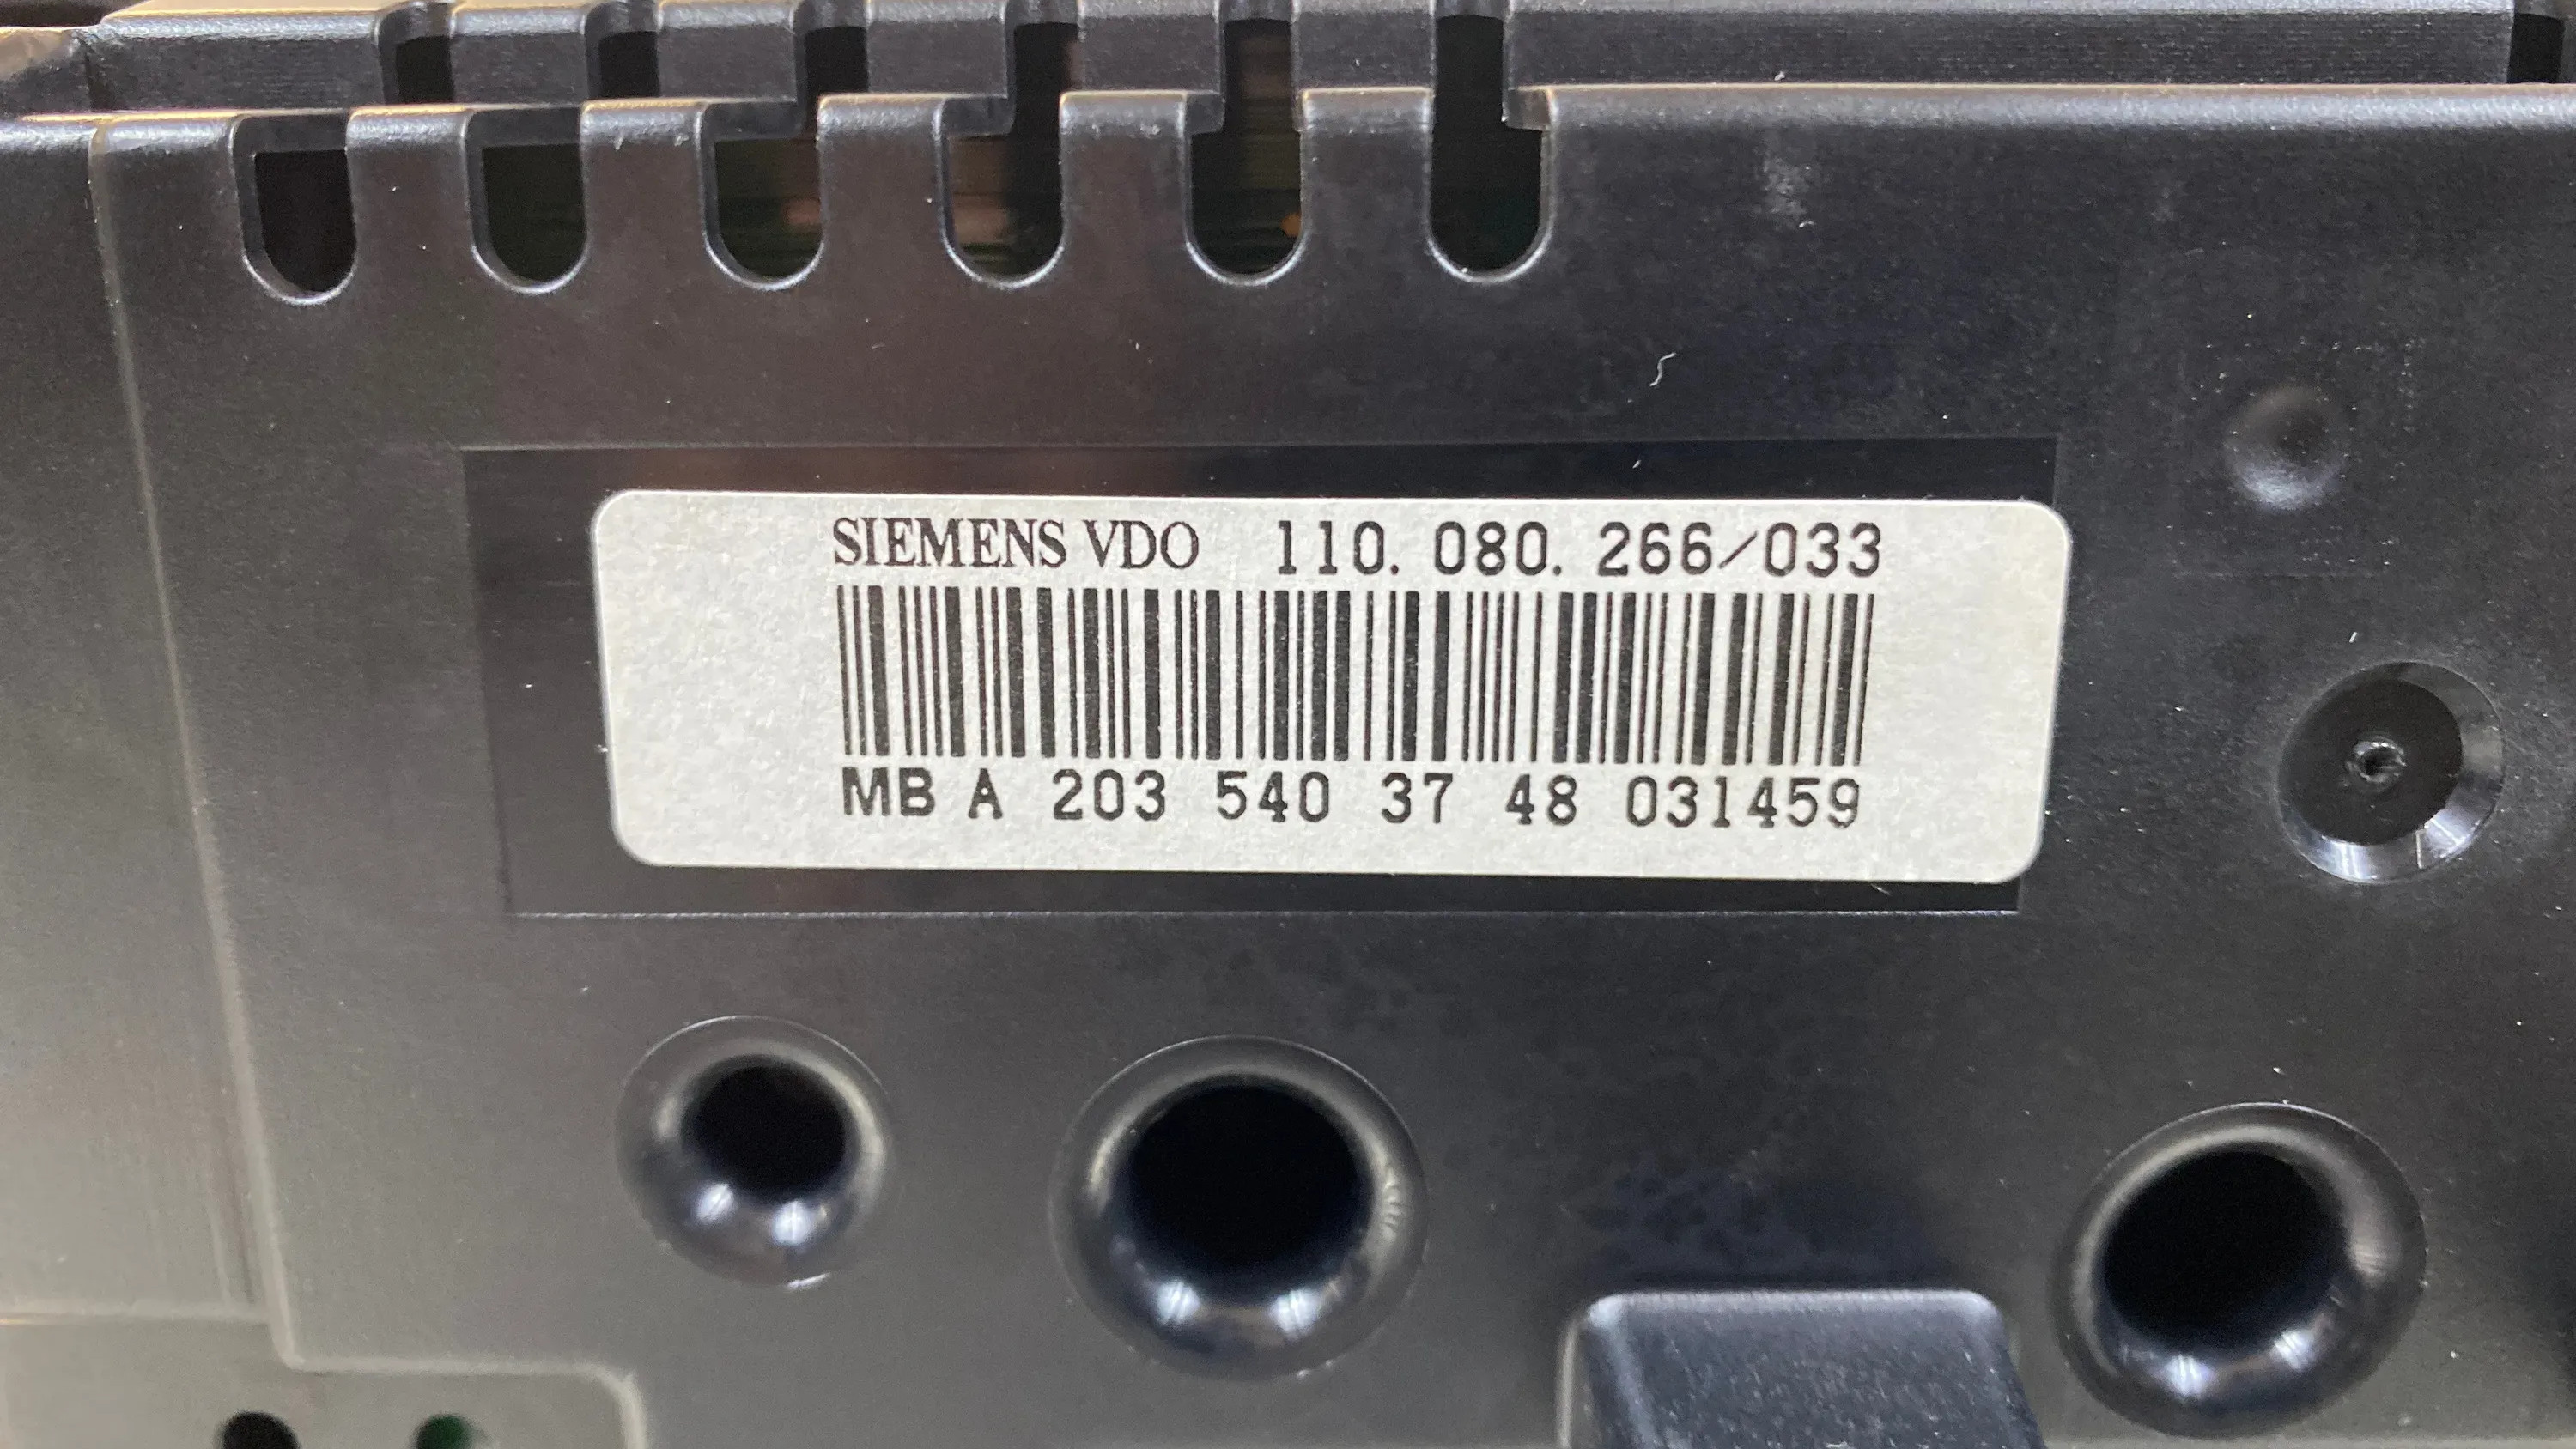 SIEMENS VDO 110. 080. 266/033
MB A 203 540 37 48 031459